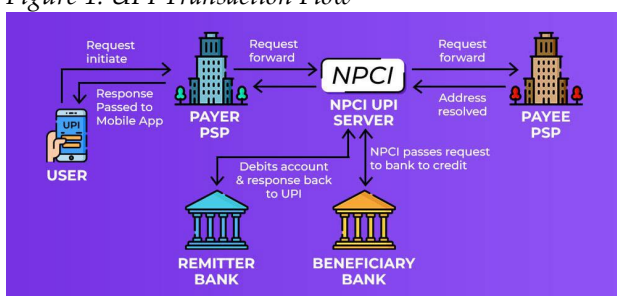 Figure 1: UPI Transaction Flow
Request
initiate
Request
forward
Request
forward
NPCI
Response
Passed to
Mobile App
UPI
USER
PAYER
PSP
NPCI UPI
SERVER
Address
resolved
PAYEE
PSP
Debits account
& response back
to UPI
NPCI passes request
to bank to credit
REMITTER
BANK
BENEFICIARY
BANK